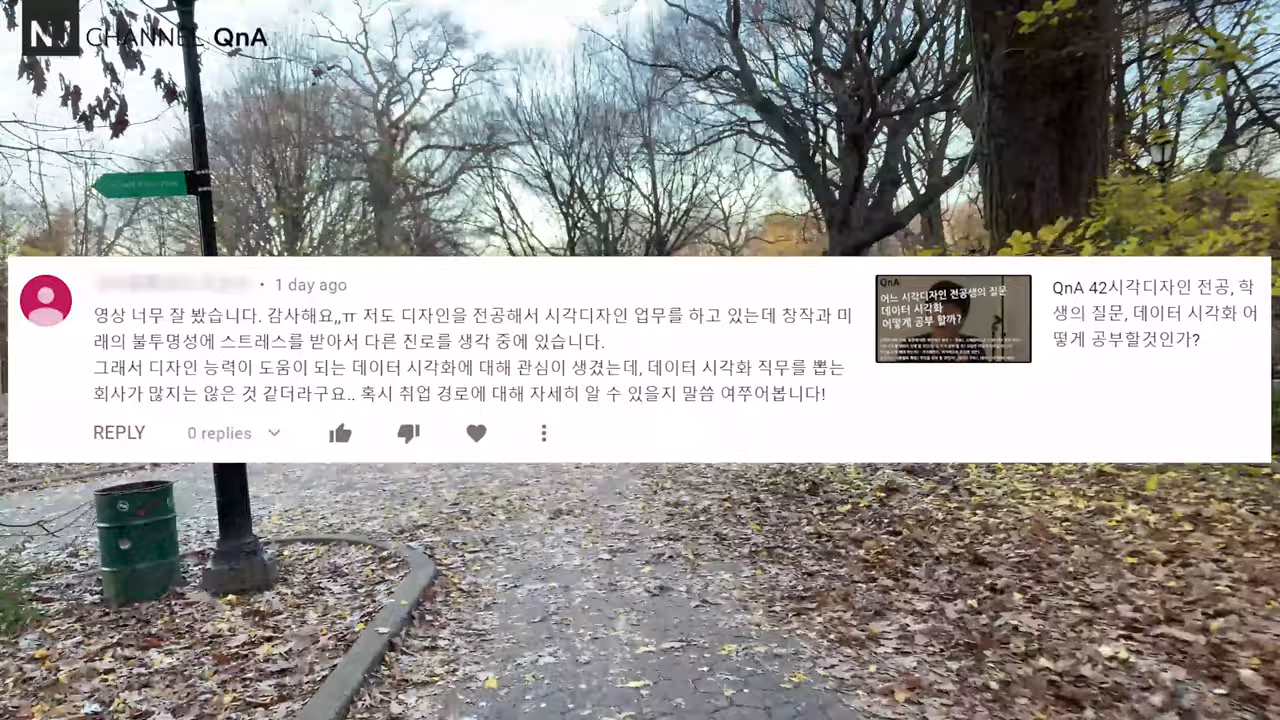 NJ CHANNEL QnA
1 day ago
영상 너무 잘 봤습니다. 감사해요,,ㅠ 저도 디자인을 전공해서 시각디자인 업무를 하고 있는데 창작과 미
래의 불투명성에 스트레스를 받아서 다른 진로를 생각 중에 있습니다.
그래서 디자인 능력이 도움이 되는 데이터 시각화에 대해 관심이 생겼는데, 데이터 시각화 직무를 뽑는
회사가 많지는 않은 것 같더라구요.. 혹시 취업 경로에 대해 자세히 알 수 있을지 말씀 여쭈어봅니다!
REPLY 0 replies
QnA
어느 시각디자인 전공생의 질문
데이터 시각화
어떻게 공부 할까?
QnA 42시각디자인 전공, 학
생의 질문, 데이터 시각화 어
떻게 공부할것인가?